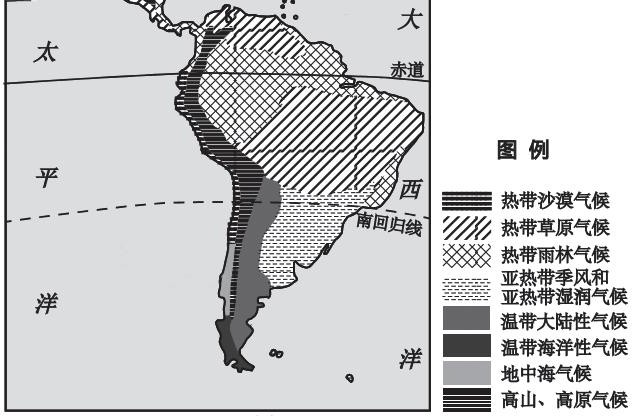 大
太
赤道
平
西
南回归线
洋
洋
图 例
热带沙漠气候
热带草原气候
热带雨林气候
亚热带季风和
亚热带湿润气候
温带大陆性气候
温带海洋性气候
地中海气候
高山、高原气候